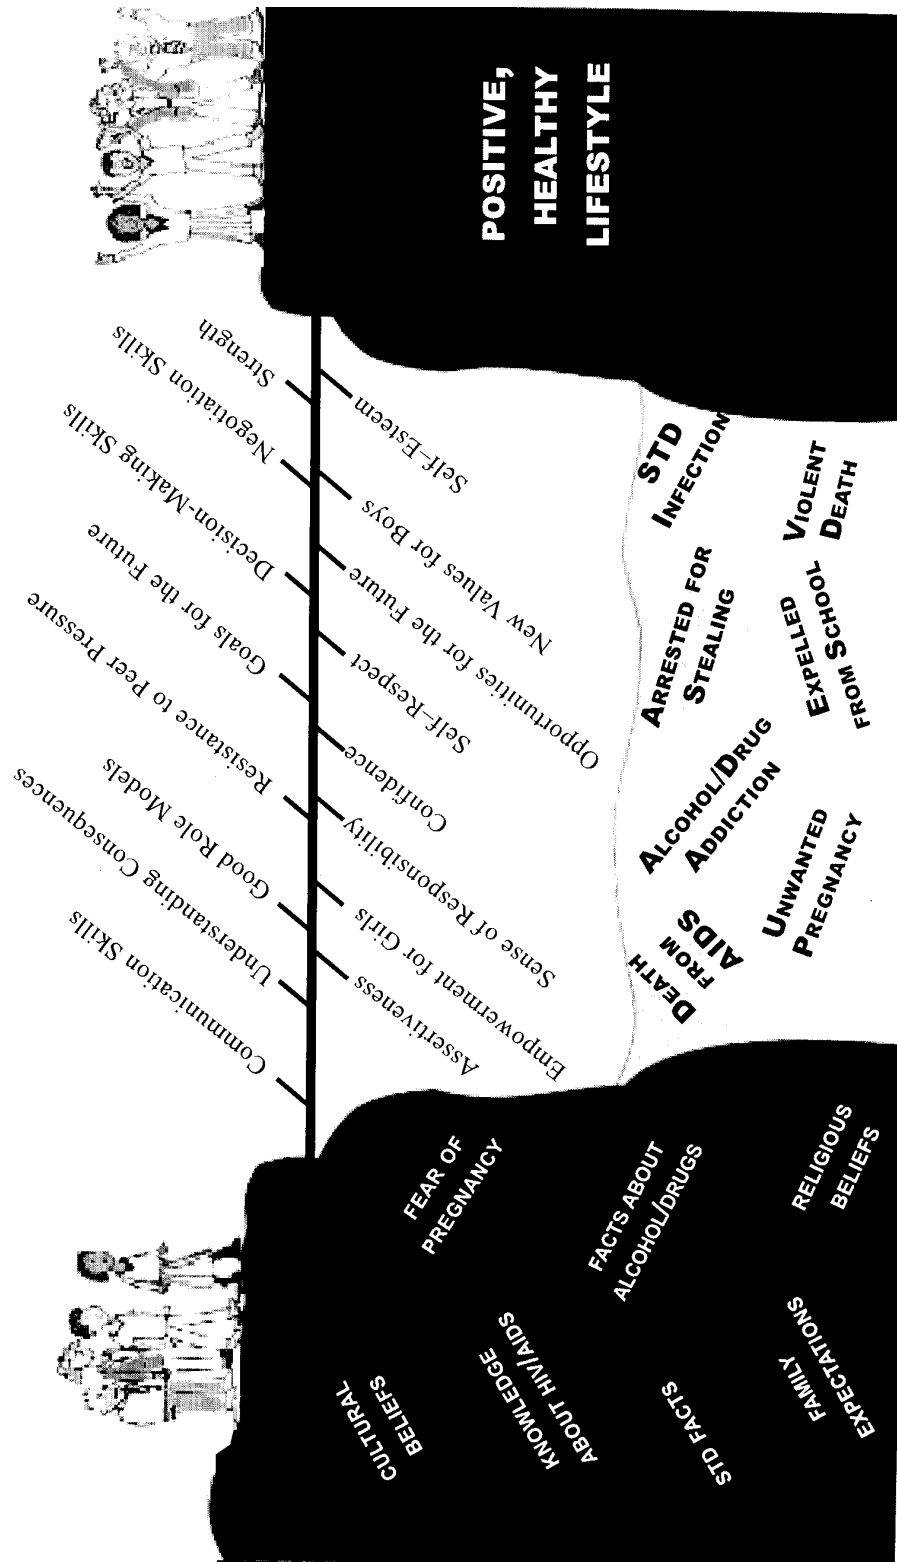 Communication Skills
Understanding Consequences
Good Role Models
Resistance to Peer Pressure
Goals for the Future
Decision-Making Skills
Negotiation Skills
Strength
Assertiveness
Empowerment for Girls
Sense of Responsibility
Confidence
Self-Respect
Opportunities for the Future
New Values for Boys
Self-Esteem
CULTURAL
BELIEFS
FEAR OF
PREGNANCY
KNOWLEDGE
ABOUT HIV/AIDS
FACTS ABOUT
ALCOHOL/DRUGS
STD FACTS
FAMILY
EXPECTATIONS
RELIGIOUS
BELIEFS
DEATH
FROM
AIDS
ALCOHOL/DRUG
ADDICTION
ARRESTED FOR
STEALING
STD
INFECTION
UNWANTED
PREGNANCY
EXPELLED
FROM SCHOOL
VIOLENT
DEATH
POSITIVE,
HEALTHY
LIFESTYLE